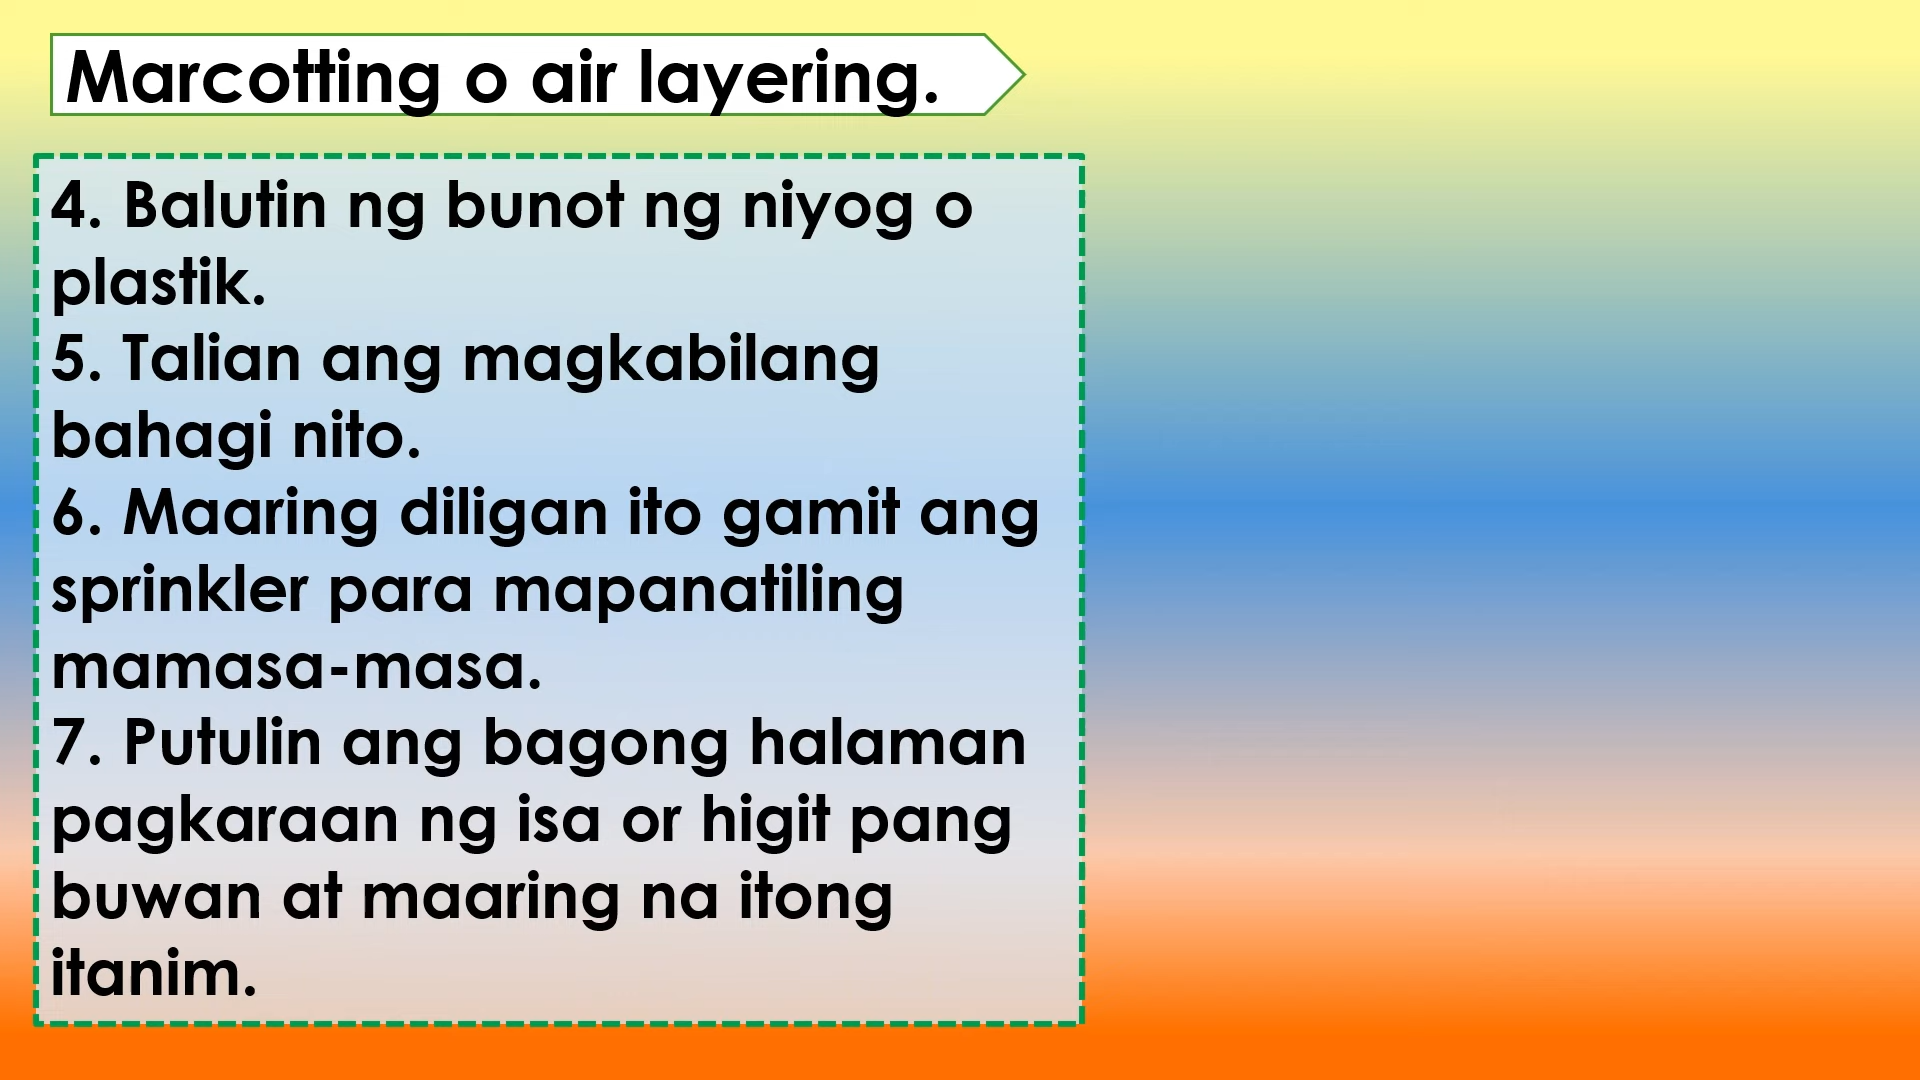 Marcotting o air layering.
4. Balutin ng bunot ng niyog o
plastik.
5. Talian ang magkabilang
bahagi nito.
6. Maaring diligan ito gamit ang
sprinkler para mapanatiling
mamasa-masa.
7. Putulin ang bagong halaman
pagkaraan ng isa or higit pang
buwan at maaring na itong
itanim.